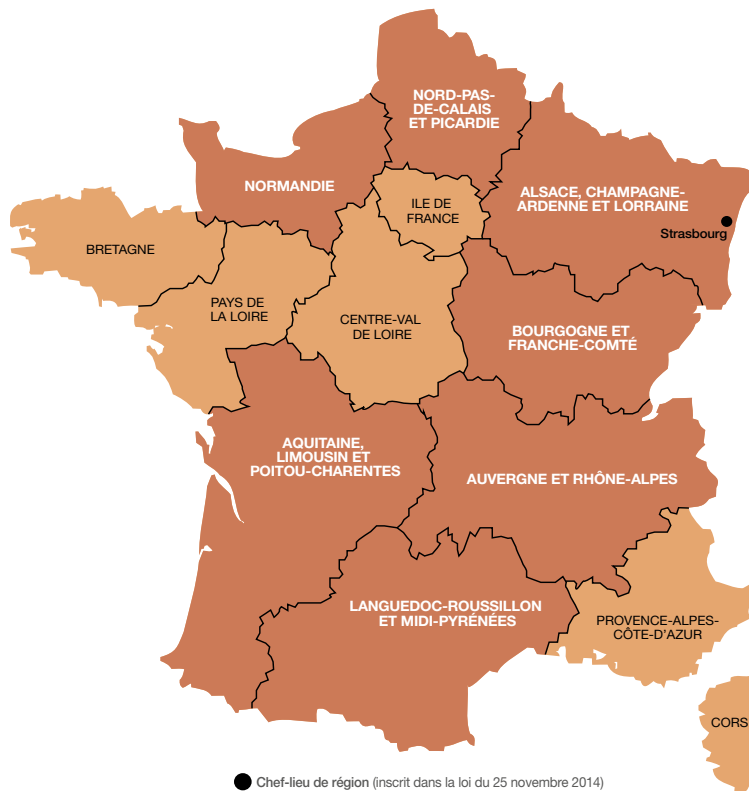 NORD-PAS-
DE-CALAIS
ET PICARDIE
NORMANDIE
ILE DE
FRANCE
ALSACE, CHAMPAGNE-
ARDENNE ET LORRAINE
Strasbourg
BRETAGNE
PAYS DE
LA LOIRE
CENTRE-VAL
DE LOIRE
BOURGOGNE ET
FRANCHE-COMTÉ
AQUITAINE,
LIMOUSIN ET
POITOU-CHARENTES
AUVERGNE ET RHÔNE-ALPES
LANGUEDOC-ROUSSILLON
ET MIDI-PYRÉNÉES
PROVENCE-ALPES-
CÔTE-D'AZUR
CORS
Chef-lieu de région (inscrit dans la loi du 25 novembre 2014)